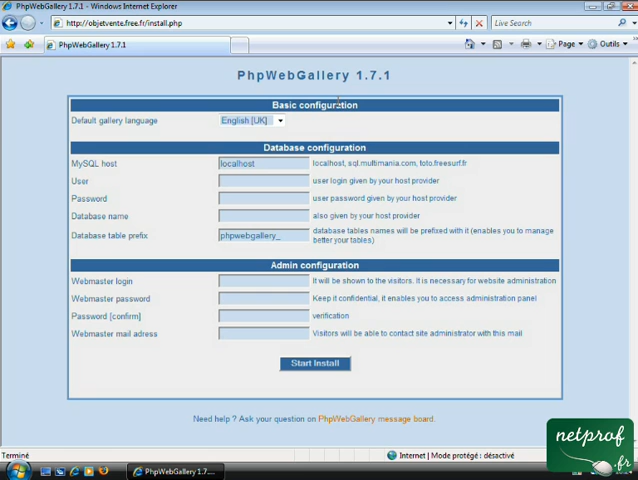 PhpWebGallery 1.7.1 - Windows Internet Explorer
http://objetvente.free.fr/install.php
Live Search
PhpWebGallery 1.7.1
Page
Outils
PhpWebGallery 1.7.1
Basic configuration
Default gallery language English [UK]
Database configuration
MySQL host localhost localhost, sql.multimania.com, toto.freesurf.fr
User user login given by your host provider
Password user password given by your host provider
Database name also given by your host provider
Database table prefix phpwebgallery_ database tables names will be prefixed with it (enables you to manage
better your tables)
Admin configuration
Webmaster login It will be shown to the visitors. It is necessary for website administration
Webmaster password Keep it confidential, it enables you to access administration panel
Password [confirm] verification
Webmaster mail adress Visitors will be able to contact site administrator with this mail
Start Install
Need help ? Ask your question on PhpWebGallery message board.
Terminé
Internet | Mode protégé : désactivé
PhpWebGallery 1.7....
netprof
.fr